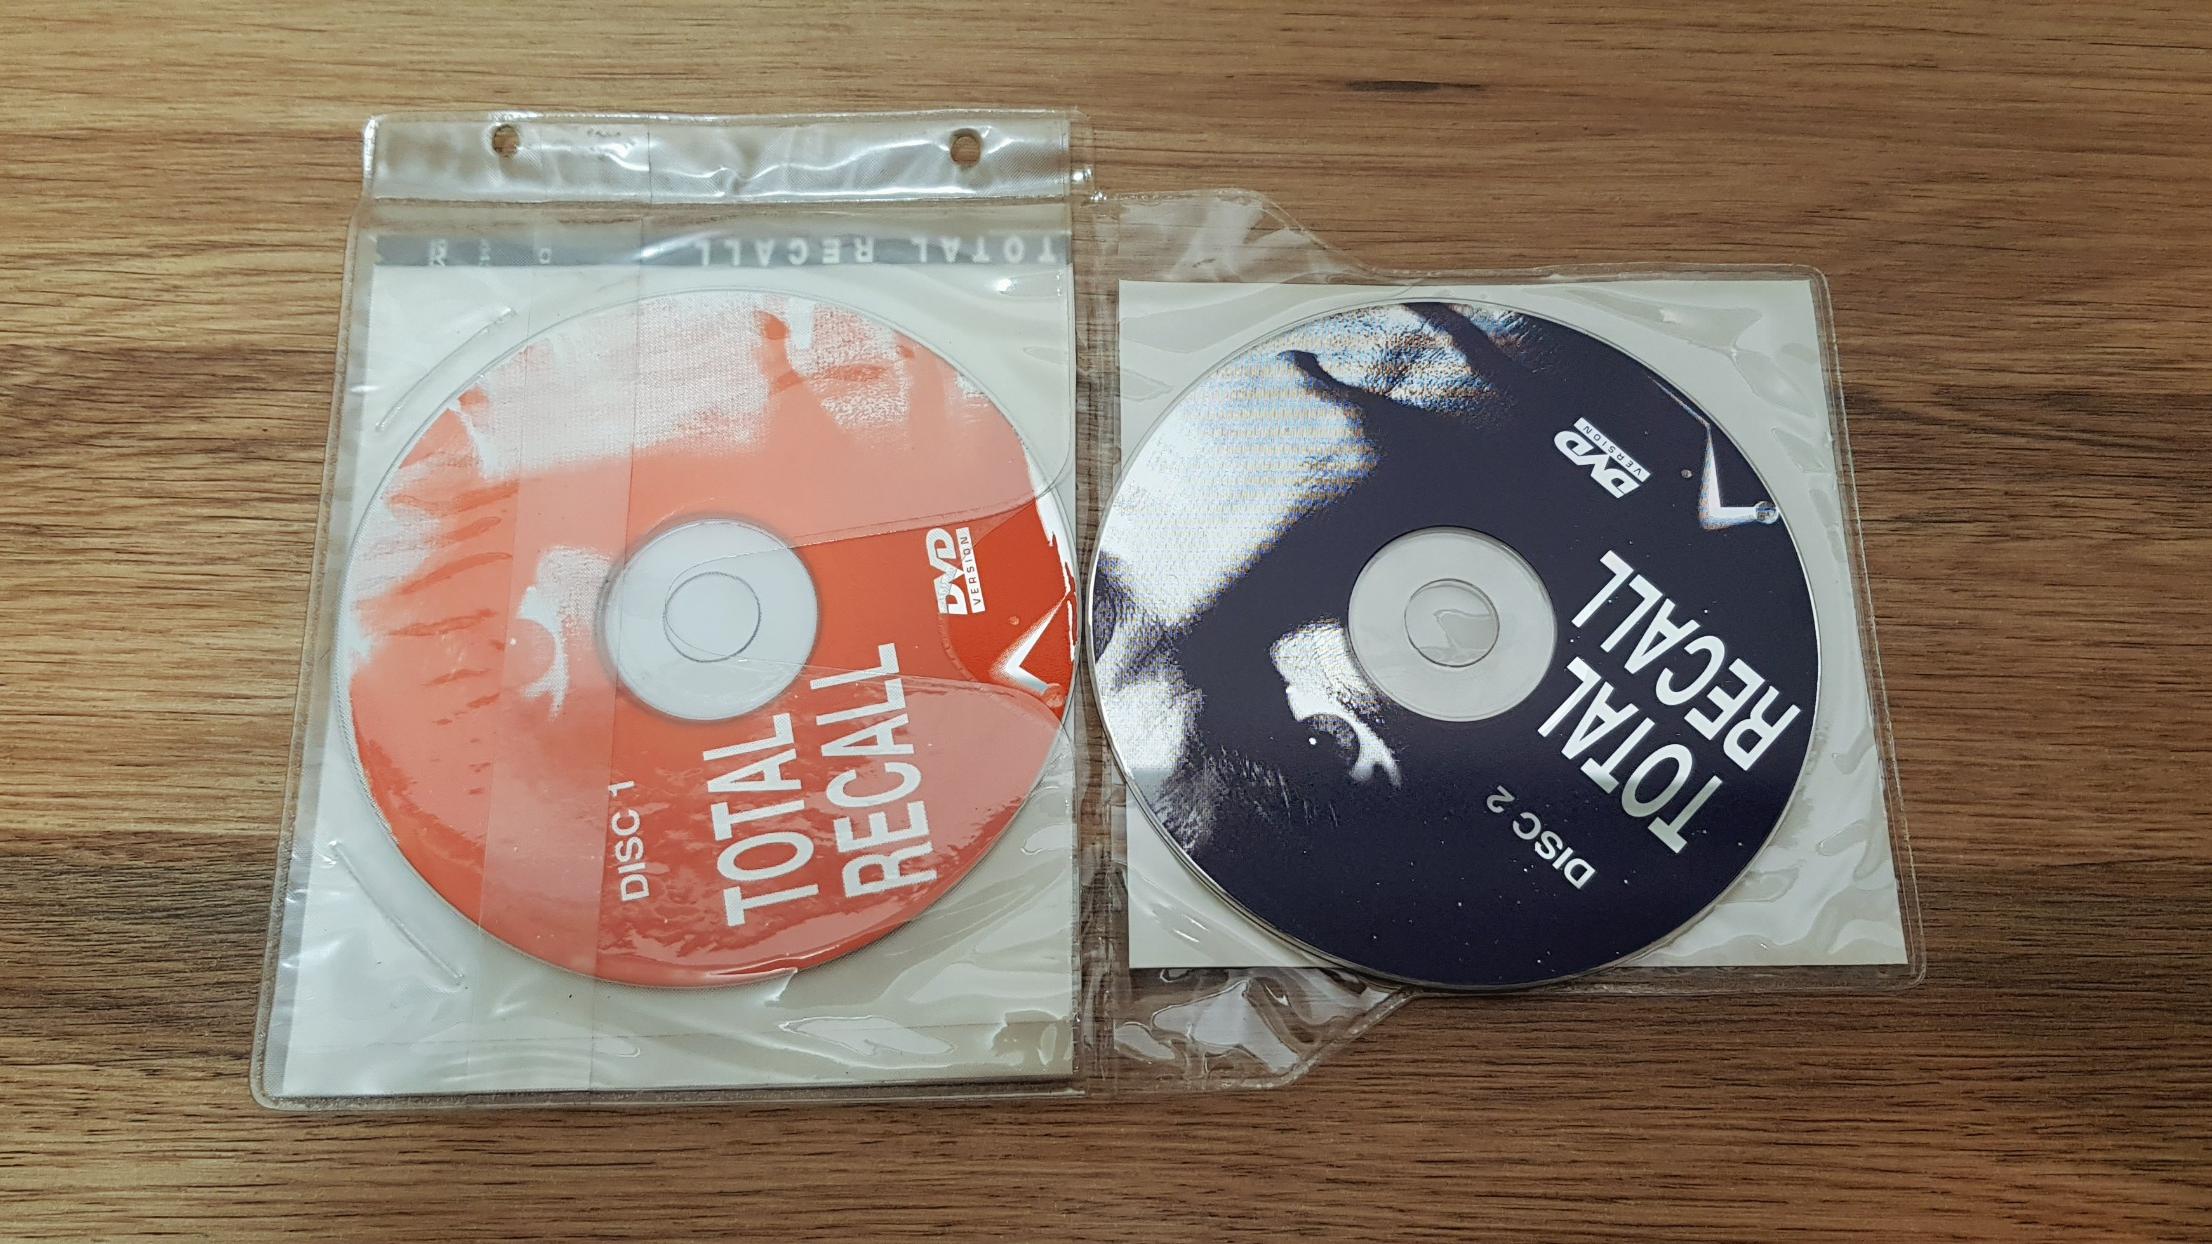 TOTAL RECALL
DVD
VERSION
DISC 1
TOTAL
RECALL
DVD
VERSION
DISC 2
TOTAL
RECALL